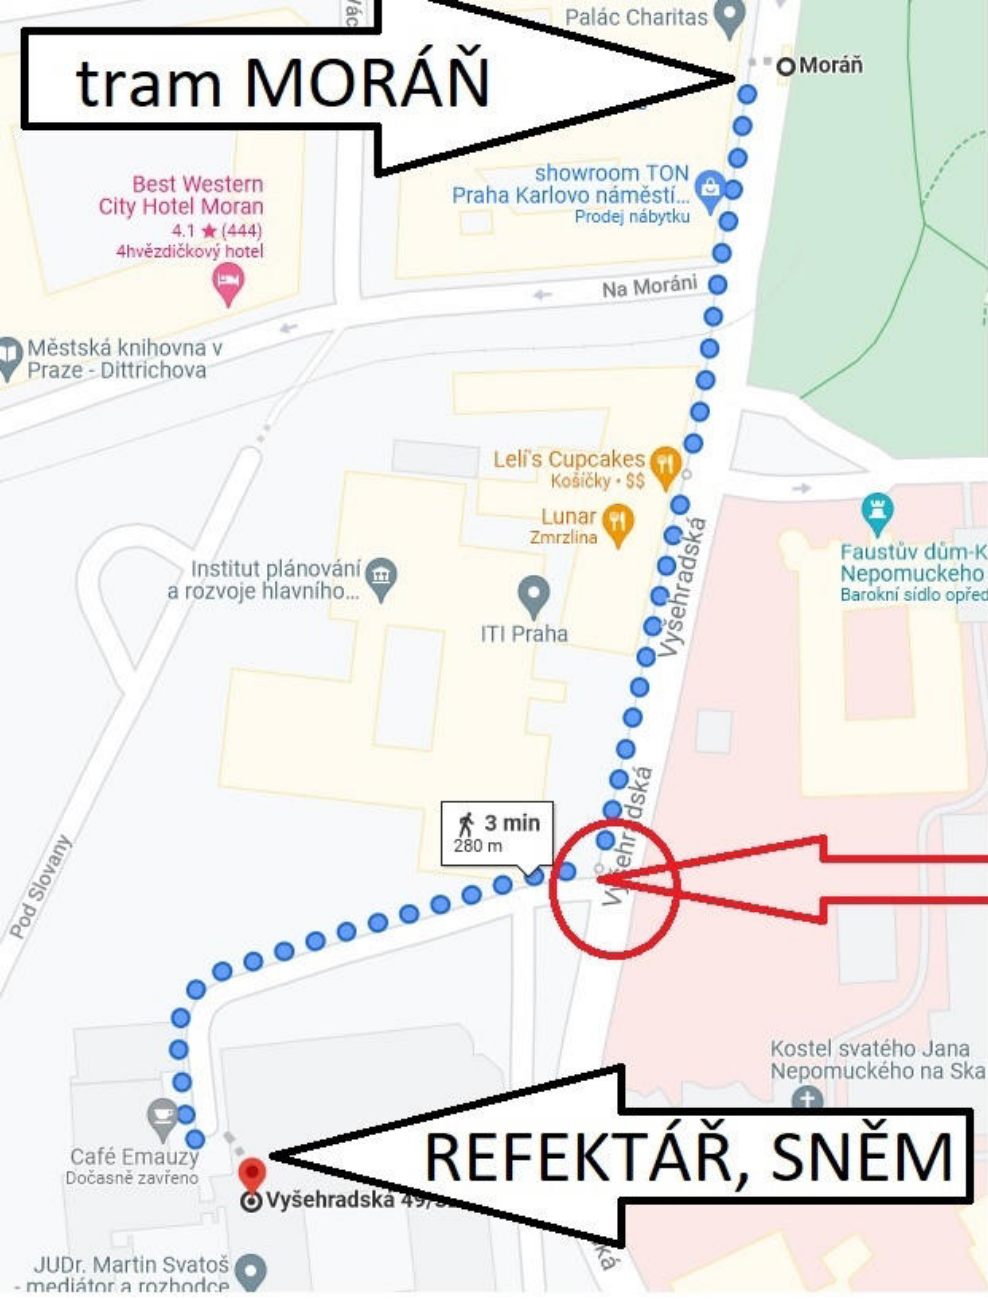 Palác Charitas
Moráň
tram MORÁŇ
showroom TON
Praha Karlovo náměstí...
Prodej nábytku
Best Western
City Hotel Moran
4.1 ★ (444)
4hvězdičkový hotel
Na Moráni
Městská knihovna v
Praze - Dittrichova
Leli's Cupcakes
Košíčky • $$
Lunar
Zmrzlina
Vyšehradská
Faustův dům-K
Nepomuckeho
Barokní sídlo opřed
Institut plánování
a rozvoje hlavního...
ITI Praha
Vyšehradská
3 min
280 m
Pod Slovany
Kostel svatého Jana
Nepomuckého na Ska
REFEKTÁŘ, SNĚM
Café Emauzy
Dočasně zavřeno
Vyšehradská 49/
JUDr. Martin Svatoš
- mediátor a rozhodce